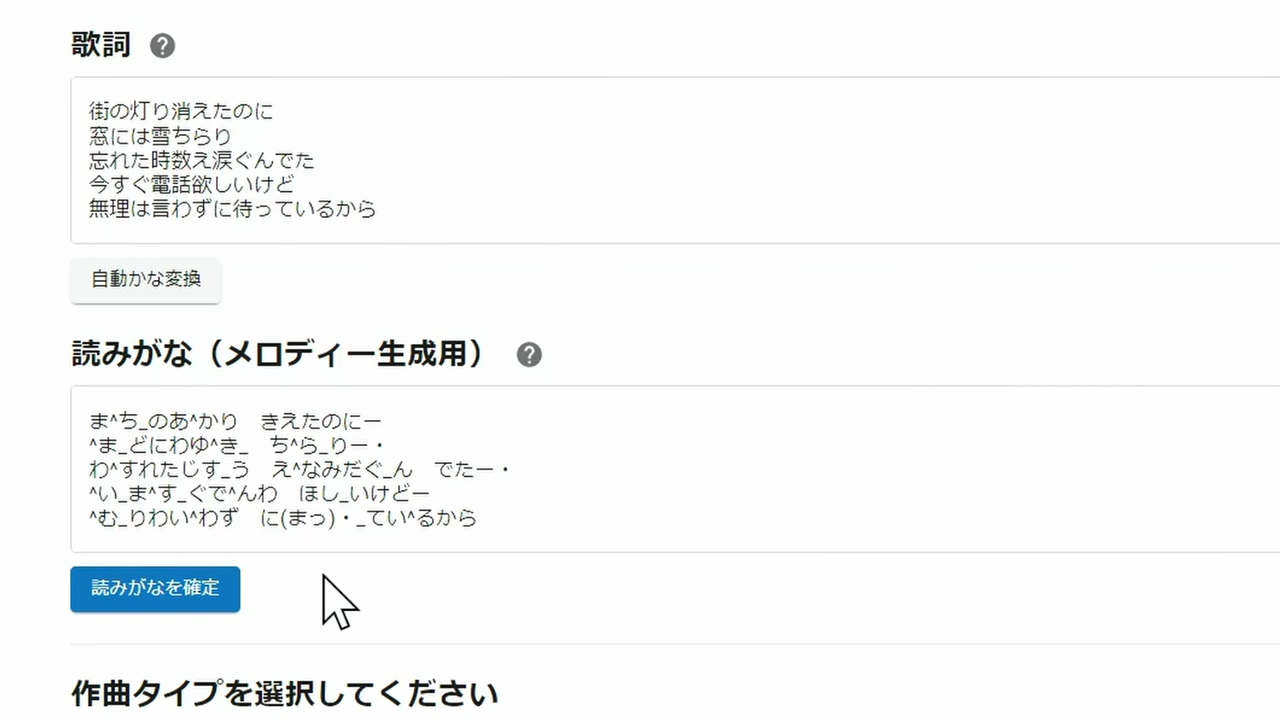 歌詞 ?
街の灯り消えたのに
窓には雪ちらり
忘れた時数え涙ぐんでた
今すぐ電話欲しいけど
無理は言わずに待っているから
自動かな変換
読みがな（メロディー生成用） ?
ま^ち_のあ^かり　きえたのにー
^ま_どにわゆ^き_　ち^ら_りー・
わ^すれたじす_う　え^なみだぐ_ん　でたー・
^い_ま^す_ぐで^んわ　ほし_いけどー
^む_りわい^わず　に(まっ)・_てい^るから
読みがなを確定
作曲タイプを選択してください